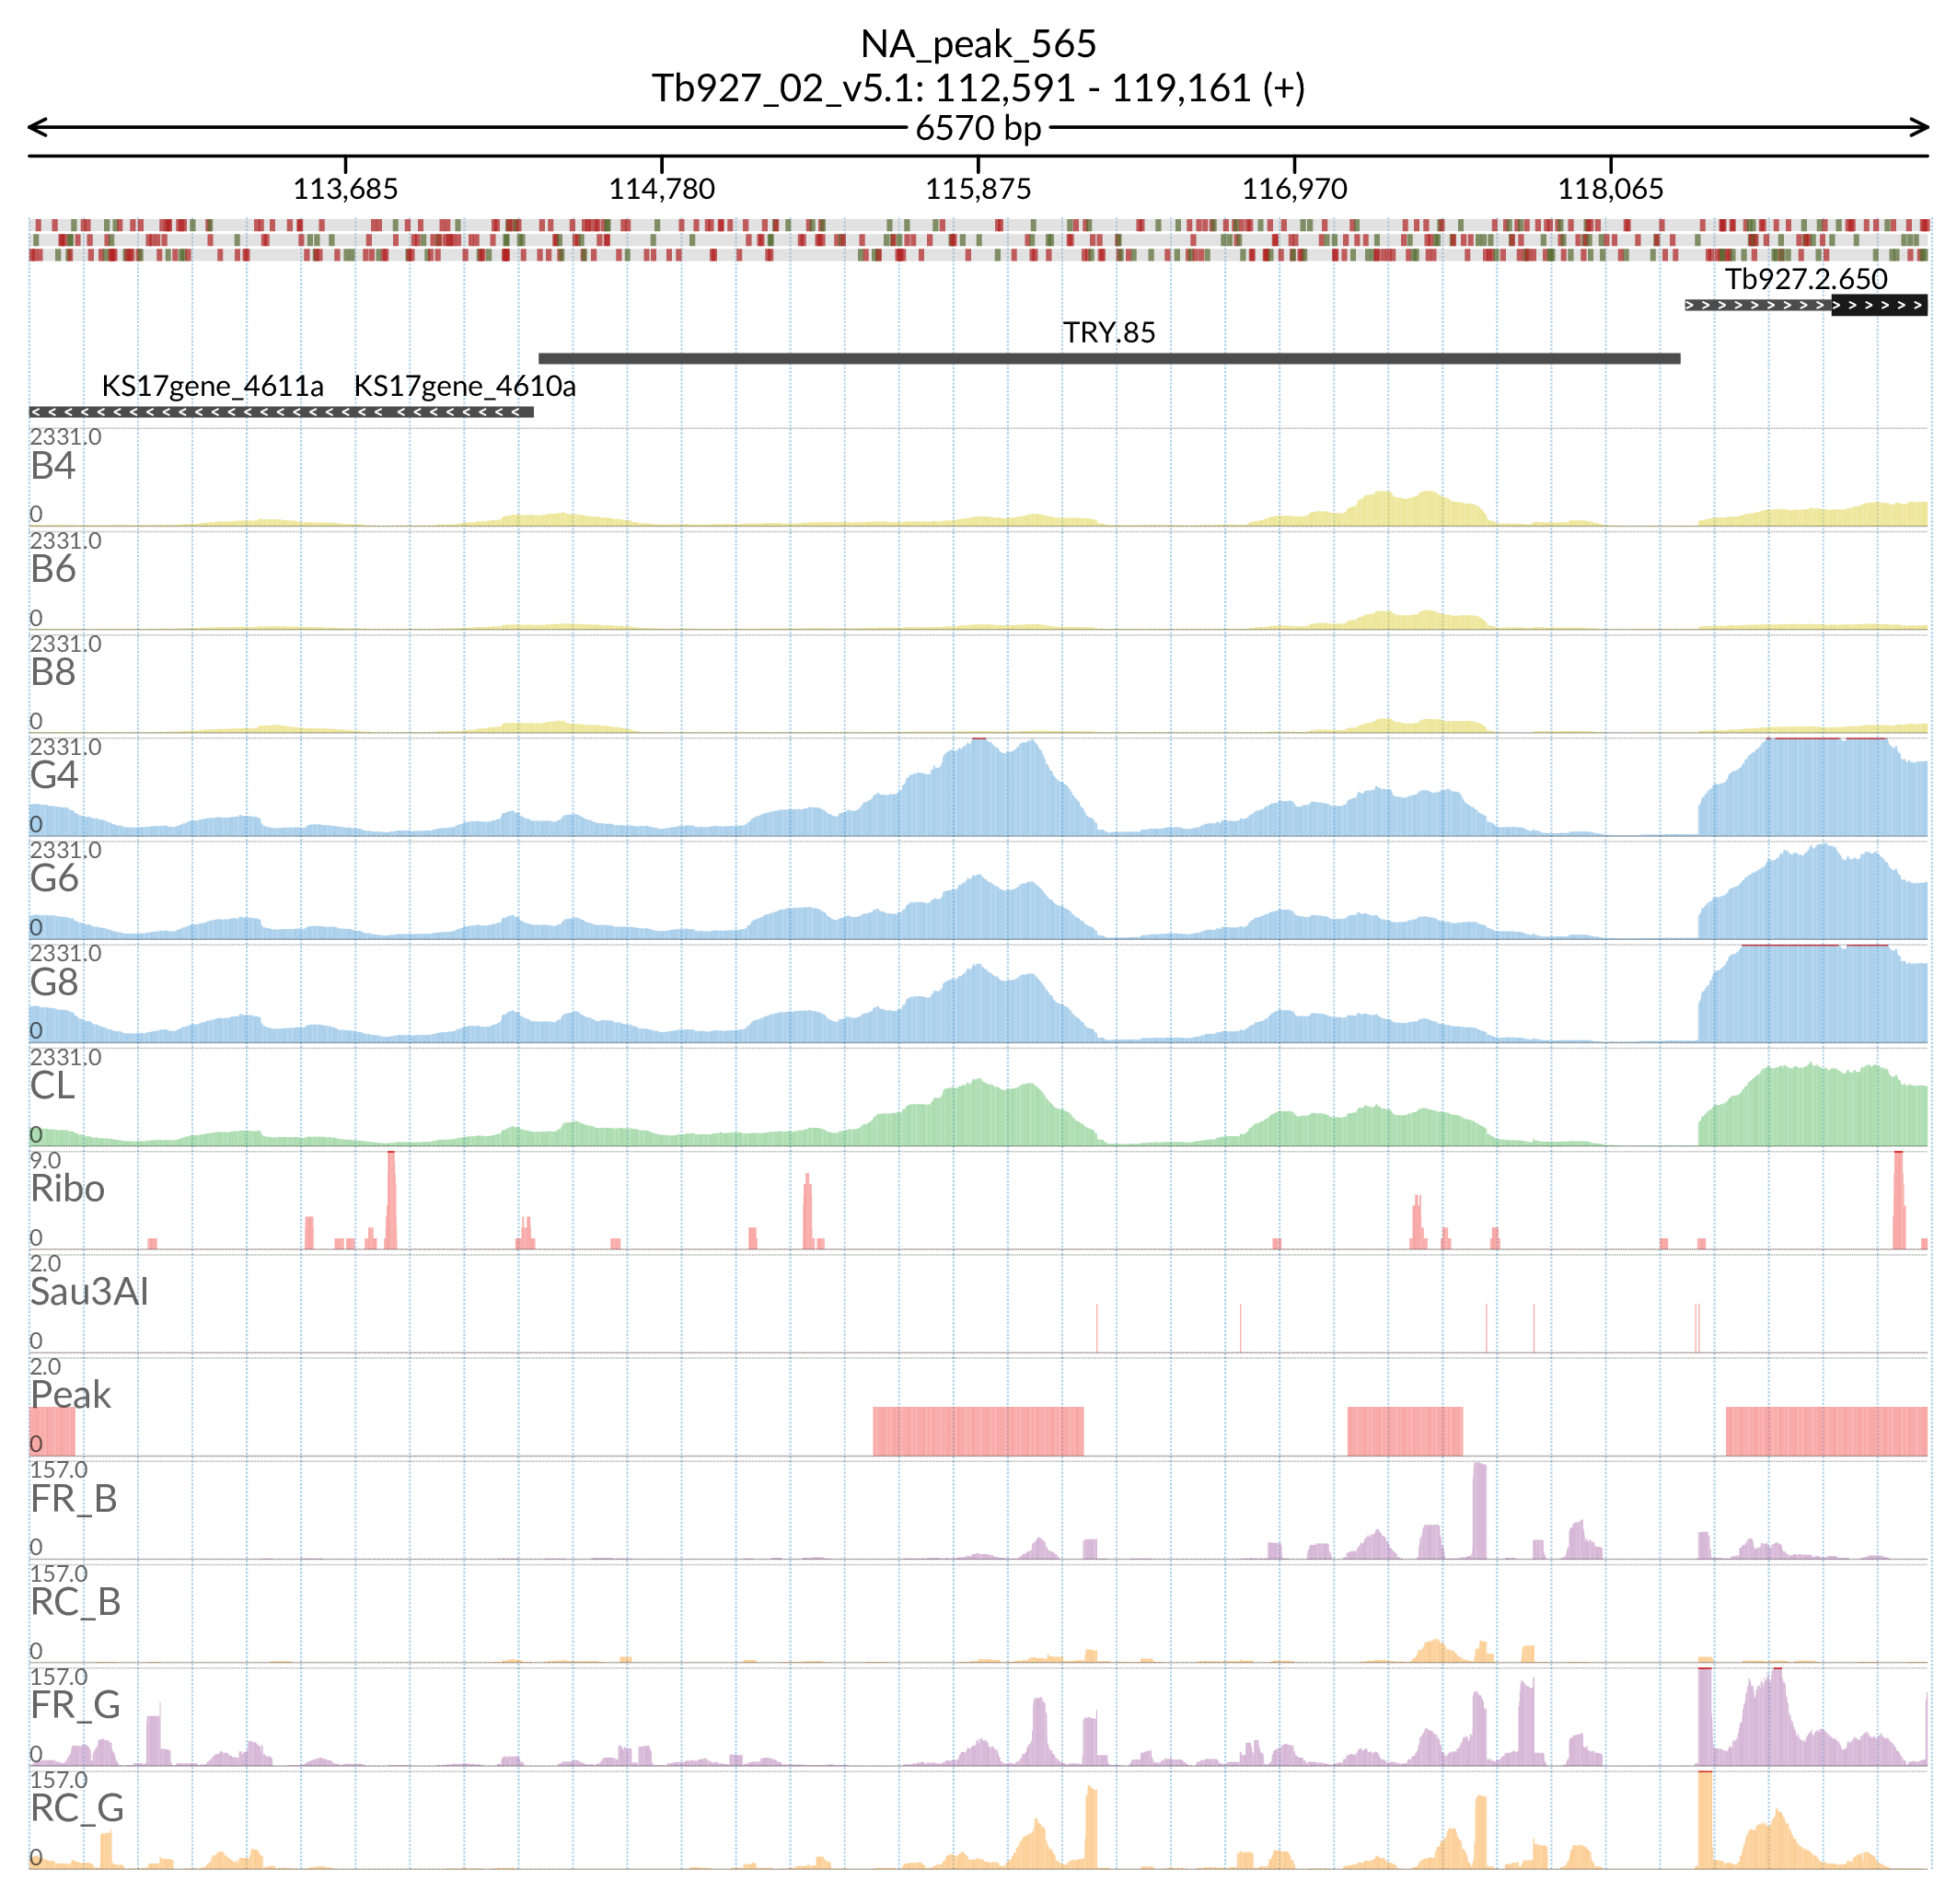 NA_peak_565
Tb927_02_v5.1: 112,591 - 119,161 (+)
6570 bp
113,685 114,780 115,875 116,970 118,065
Tb927.2.650
TRY.85
KS17gene_4611a KS17gene_4610a
2331.0
B4
0
2331.0
B6
0
2331.0
B8
0
2331.0
G4
0
2331.0
G6
0
2331.0
G8
0
2331.0
CL
0
9.0
Ribo
0
2.0
Sau3AI
0
2.0
Peak
0
157.0
FR_B
0
157.0
RC_B
0
157.0
FR_G
0
157.0
RC_G
0